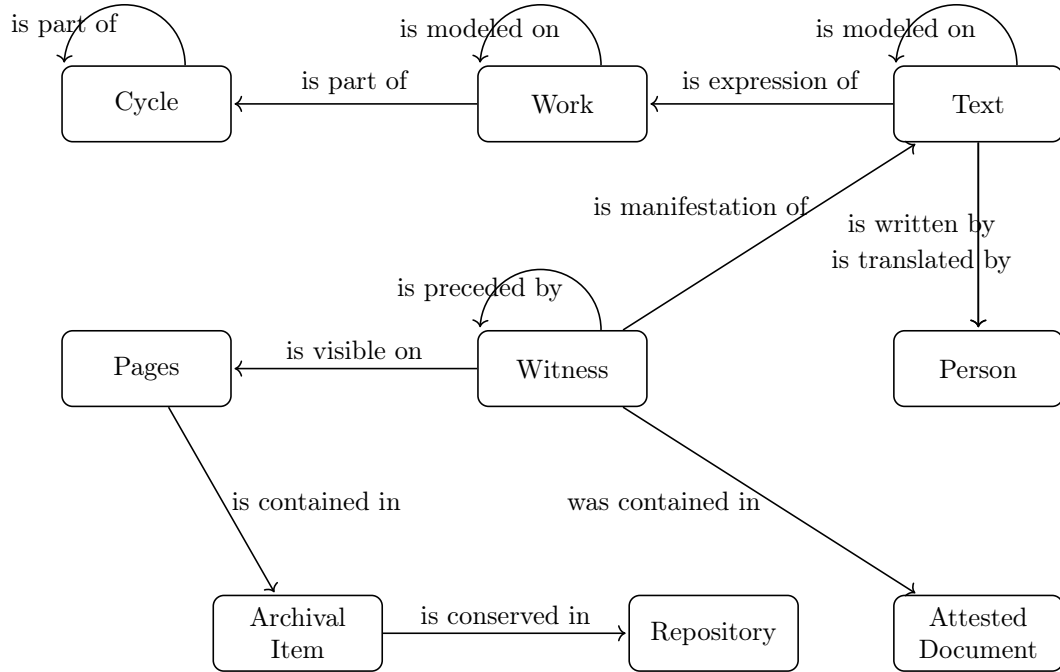 is part of
is modeled on
is modeled on
Cycle
is part of
Work
is expression of
Text
is manifestation of
is written by
is translated by
is preceded by
Pages
is visible on
Witness
Person
is contained in
was contained in
Archival
Item
is conserved in
Repository
Attested
Document